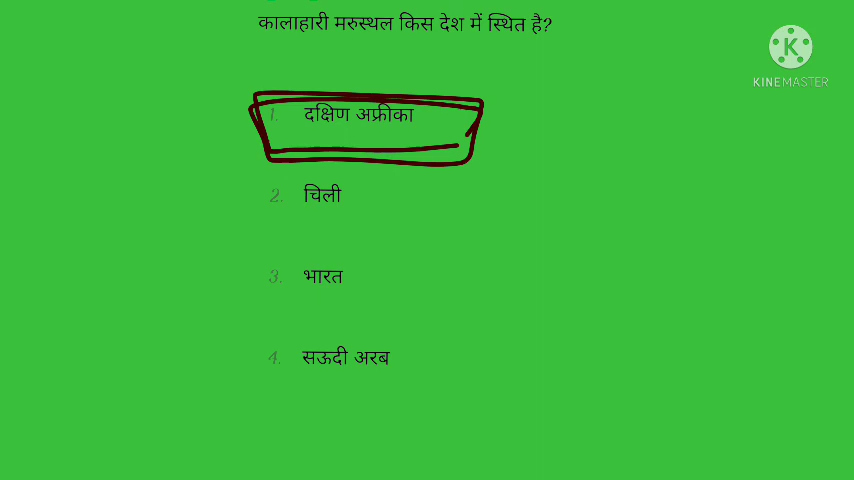 कालाहारी मरुस्थल किस देश में स्थित है?
KINEMASTER
1. दक्षिण अफ्रीका
2. चिली
3. भारत
4. सऊदी अरब